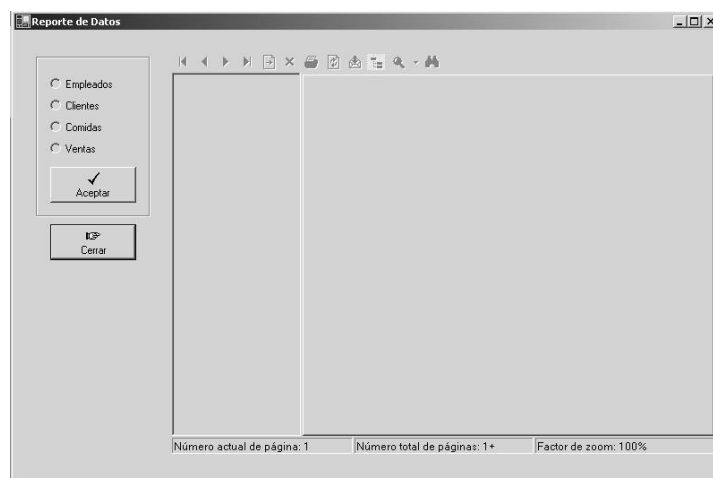 Reporte de Datos
Empleados
Clientes
Comidas
Ventas
Aceptar
Cerrar
Número actual de página: 1
Número total de páginas: 1+
Factor de zoom: 100%